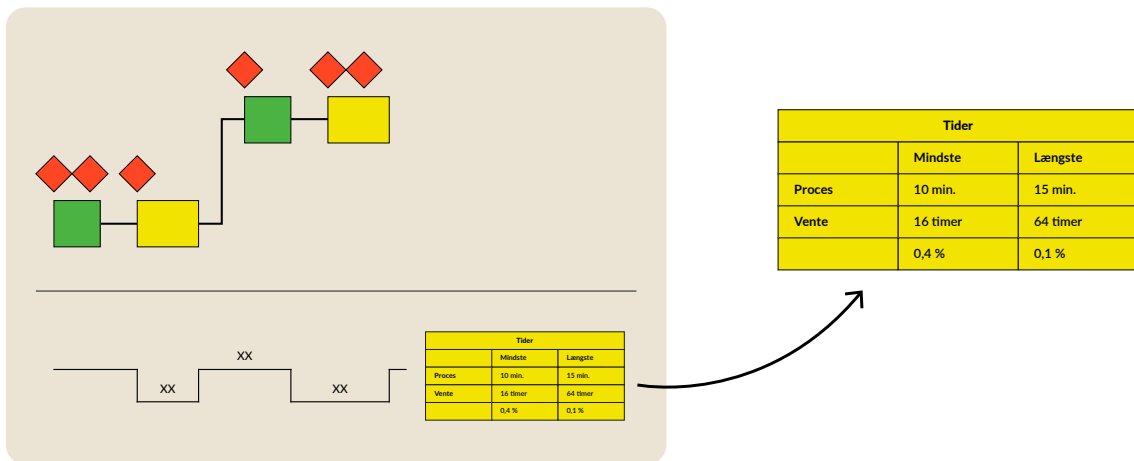 XX
XX
XX
Tider
Mindste Længste
Proces 10 min. 15 min.
Vente 16 timer 64 timer
0,4 % 0,1 %
Tider
Mindste Længste
Proces 10 min. 15 min.
Vente 16 timer 64 timer
0,4 % 0,1 %